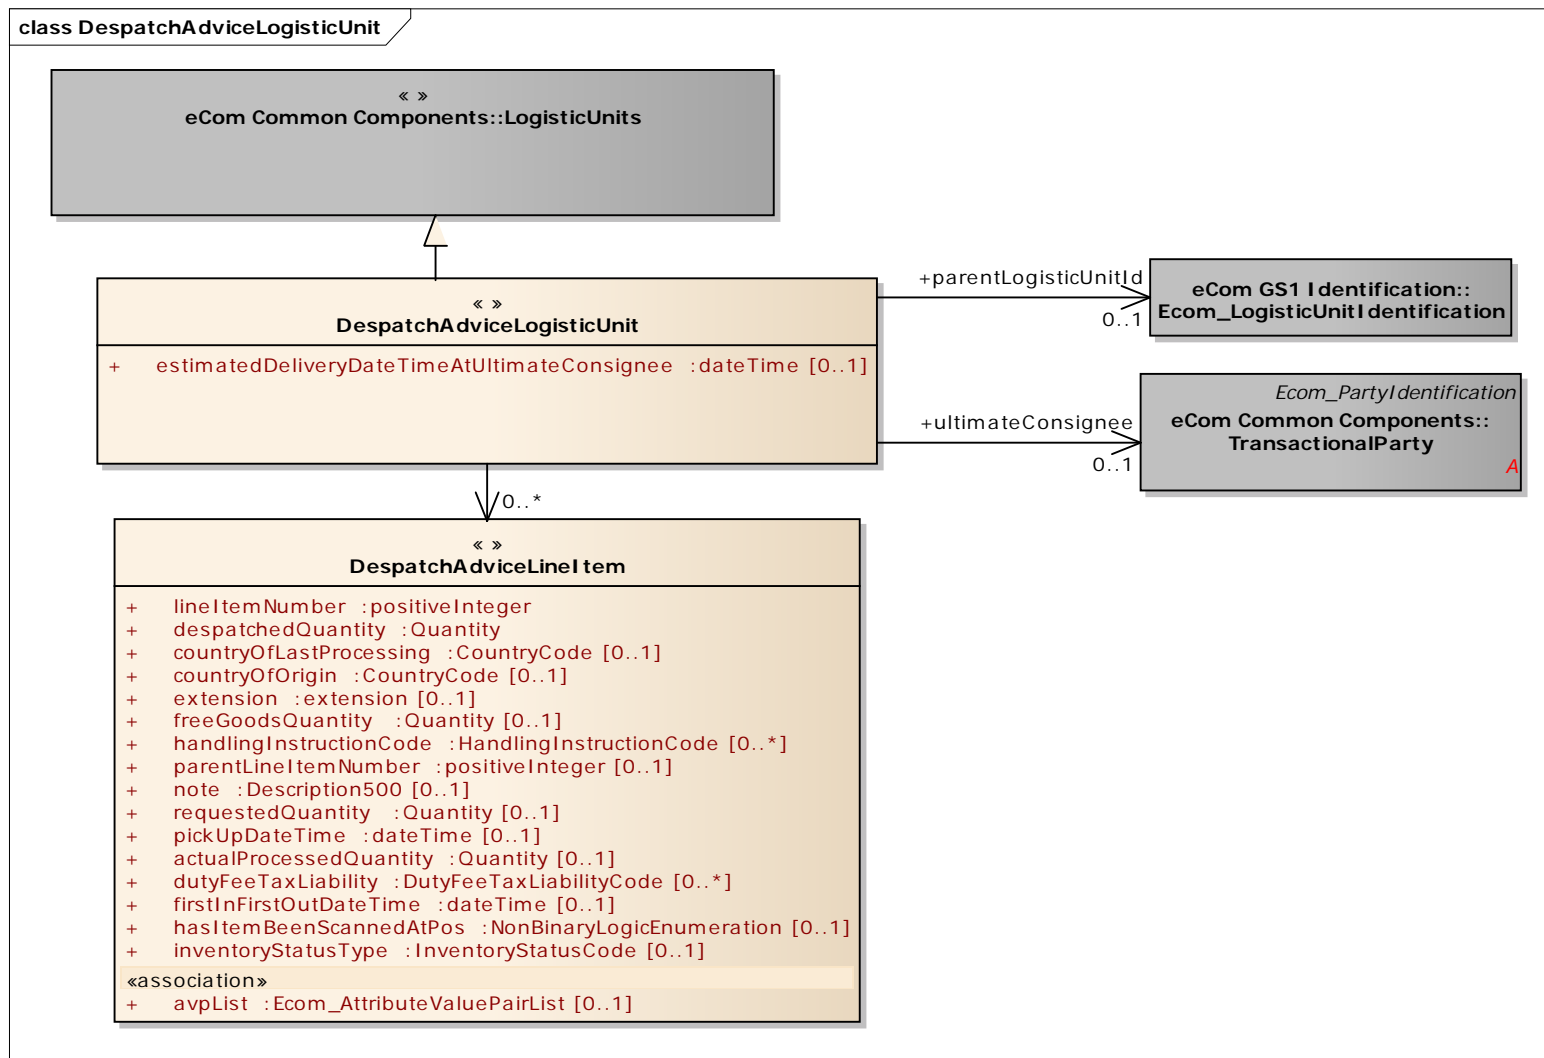 class DespatchAdviceLogisticUnit
« »
eCom Common Components::LogisticUnits
« »
DespatchAdviceLogisticUnit
+ estimatedDeliveryDateTimeAtUltimateConsignee :dateTime [0..1]
+parentLogisticUnitId
0..1
eCom GS1 Identification::
Ecom_LogisticUnitIdentification
+ultimateConsignee
0..1
Ecom_PartyIdentification
eCom Common Components::
TransactionalParty
A
0..*
« »
DespatchAdviceLineItem
+ lineItemNumber :positiveInteger
+ despatchedQuantity :Quantity
+ countryOfLastProcessing :CountryCode [0..1]
+ countryOfOrigin :CountryCode [0..1]
+ extension :extension [0..1]
+ freeGoodsQuantity :Quantity [0..1]
+ handlingInstructionCode :HandlingInstructionCode [0..*]
+ parentLineItemNumber :positiveInteger [0..1]
+ note :Description500 [0..1]
+ requestedQuantity :Quantity [0..1]
+ pickUpDateTime :dateTime [0..1]
+ actualProcessedQuantity :Quantity [0..1]
+ dutyFeeTaxLiability :DutyFeeTaxLiabilityCode [0..*]
+ firstInFirstOutDateTime :dateTime [0..1]
+ hasItemBeenScannedAtPos :NonBinaryLogicEnumeration [0..1]
+ inventoryStatusType :InventoryStatusCode [0..1]
«association»
+ avpList :Ecom_AttributeValuePairList [0..1]